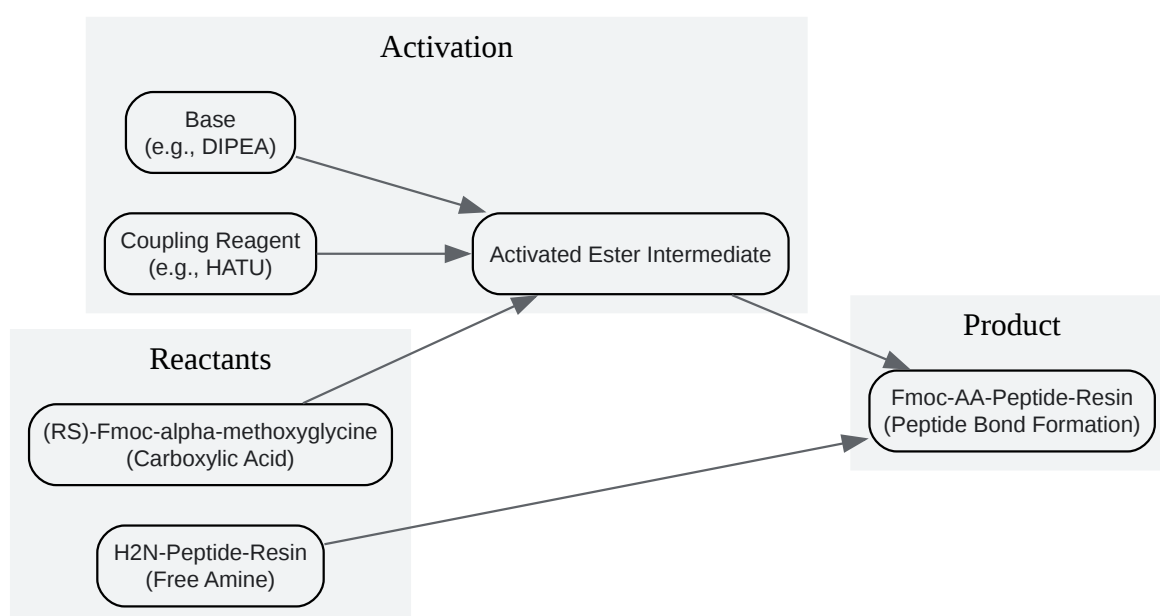 Activation
Base
(e.g., DIPEA)
Coupling Reagent
(e.g., HATU)
Activated Ester Intermediate
Reactants
(RS)-Fmoc-alpha-methoxyglycine
(Carboxylic Acid)
H2N-Peptide-Resin
(Free Amine)
Product
Fmoc-AA-Peptide-Resin
(Peptide Bond Formation)